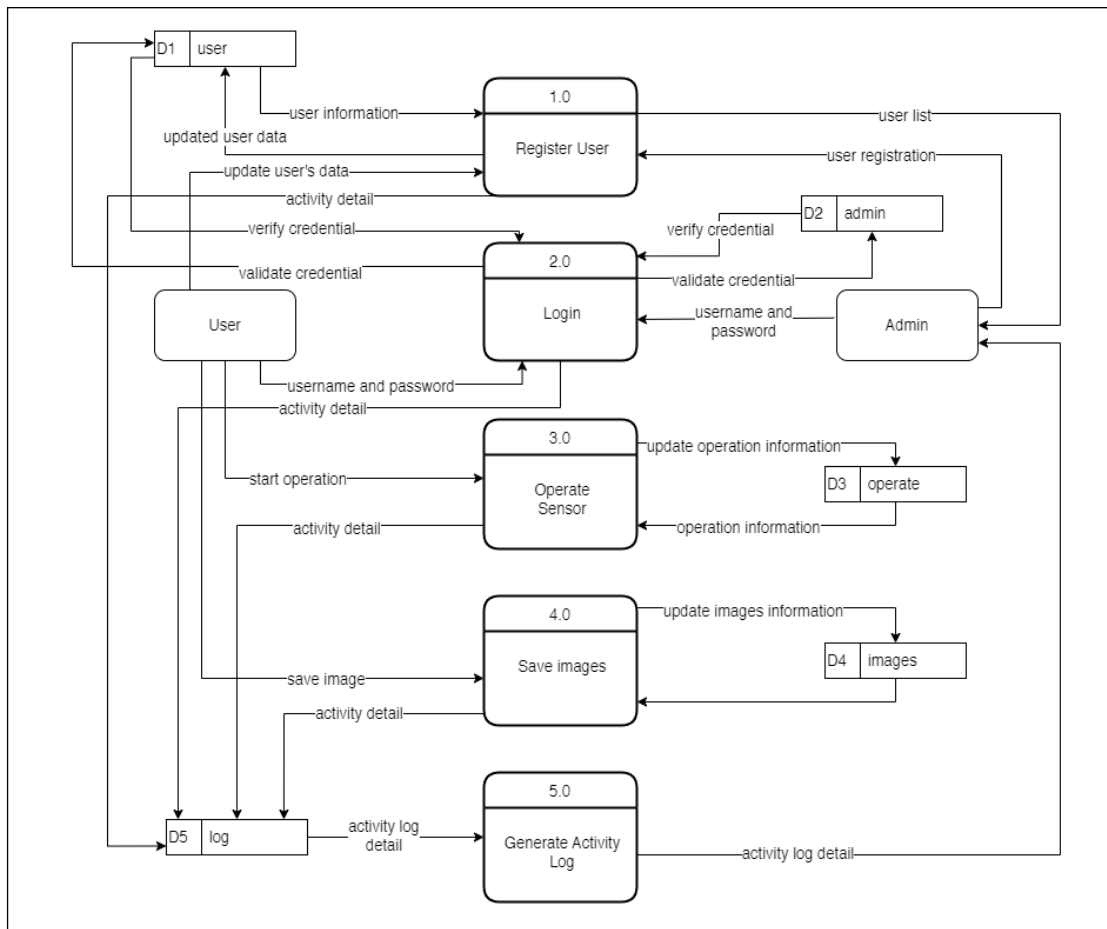 D1 user
1.0
user information
user list
updated user data
Register User
user registration
update user's data
activity detail
D2 admin
verify credential
verify credential
2.0
validate credential
validate credential
User
Login
username and
password
Admin
username and password
activity detail
3.0
update operation information
start operation
D3 operate
Operate
Sensor
activity detail
operation information
4.0
update images information
Save images
D4 images
save image
activity detail
5.0
D5 log
activity log
detail
Generate Activity
Log
activity log detail